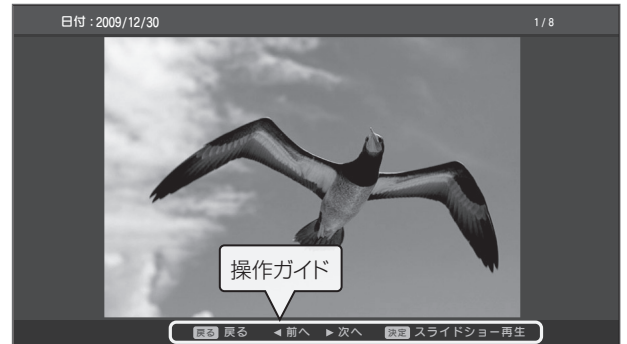 日付：2009/12/30 1 / 8
操作ガイド
戻る 戻る ◀前へ ▶次へ 決定 スライドショー再生